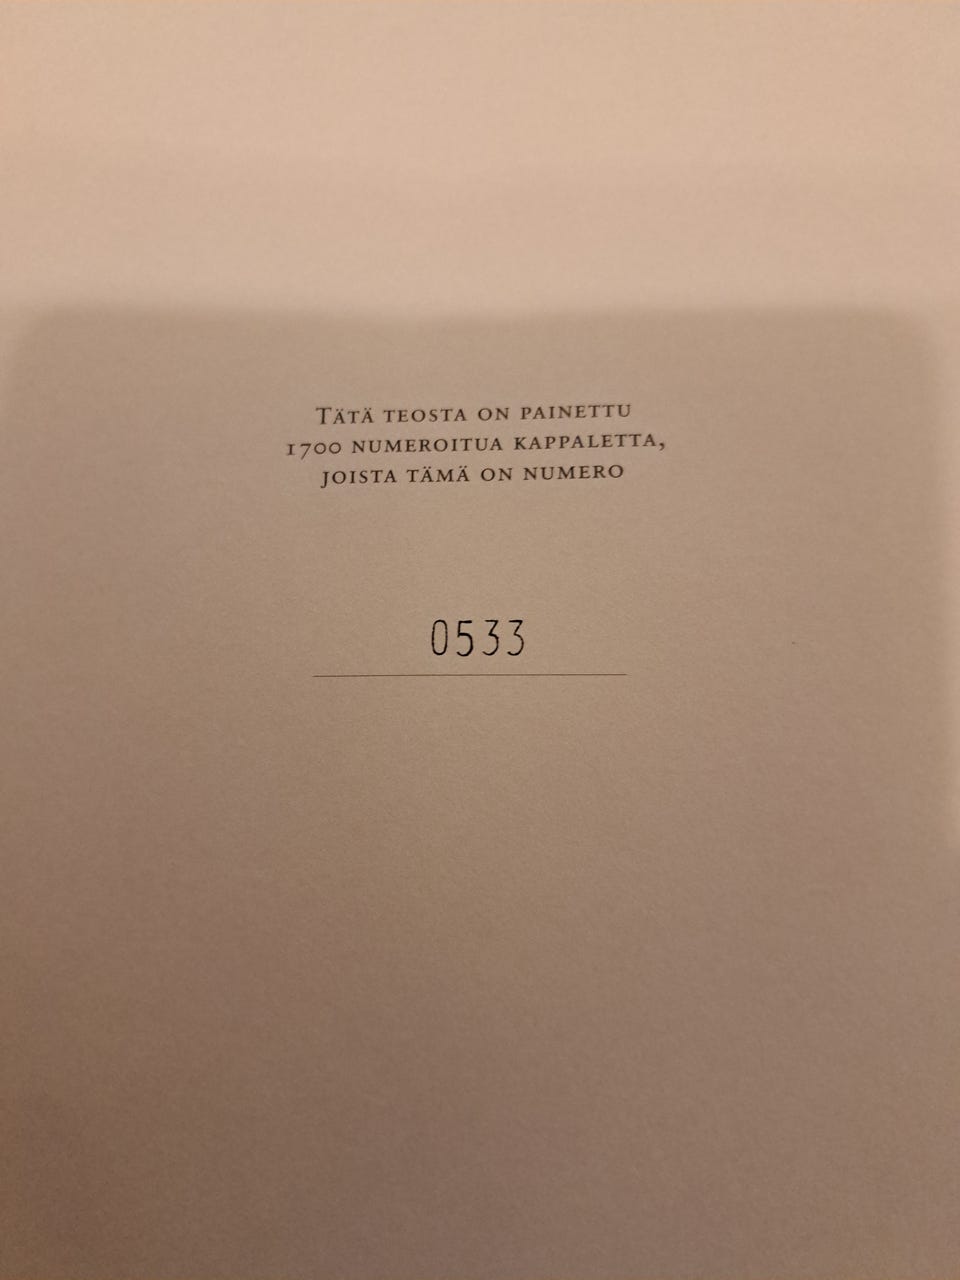 Tätä teosta on painettu
1700 numeroitua kappaletta,
joista tämä on numero
0533